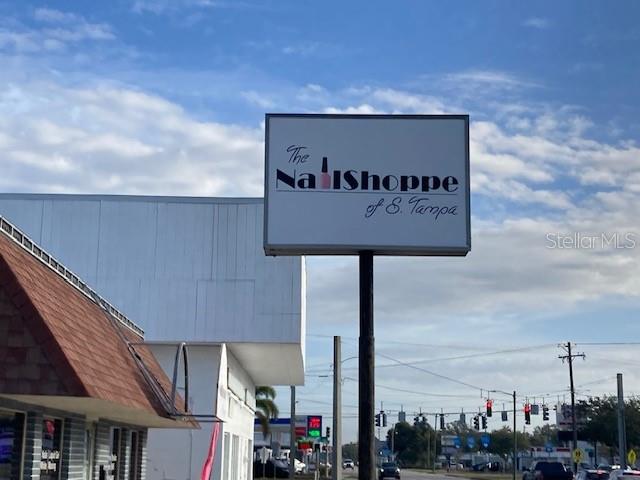 The
NailShoppe
of S. Tampa
Stellar MLS